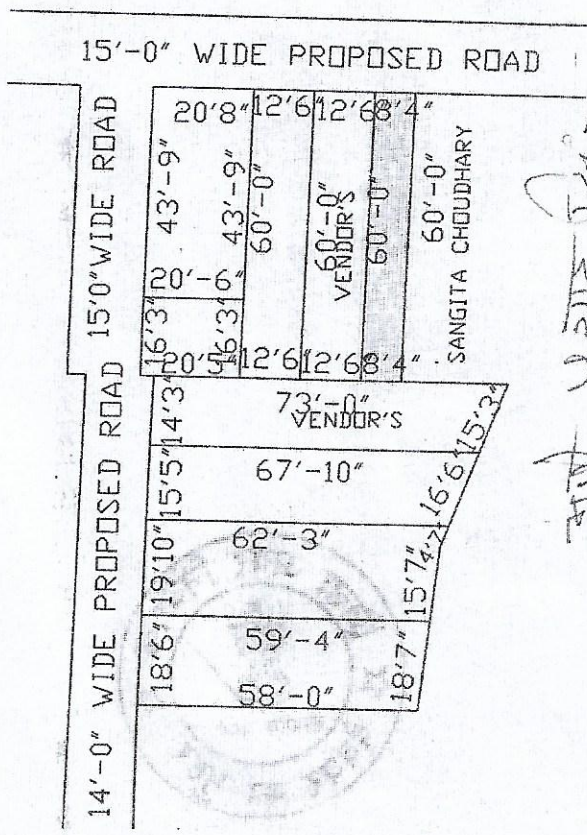 15'-0" WIDE PROPOSED ROAD
15'0" WIDE ROAD
14'-0" WIDE PROPOSED ROAD
20'8" 12'6 12'6 8'4"
43'-9"
43'-9"
60'-0"
60'-0"
VENDOR'S
60'-0"
60'-0"
SANGITA CHOUDHARY
20'-6"
16'3"
16'3"
20'5" 12'6 12'6 8'4"
14'3"
73'-0"
VENDOR'S
15'3"
15'5"
67'-10"
16'6"
19'10"
62'-3"
4'-7"
15'7"
18'6"
59'-4"
18'7"
58'-0"